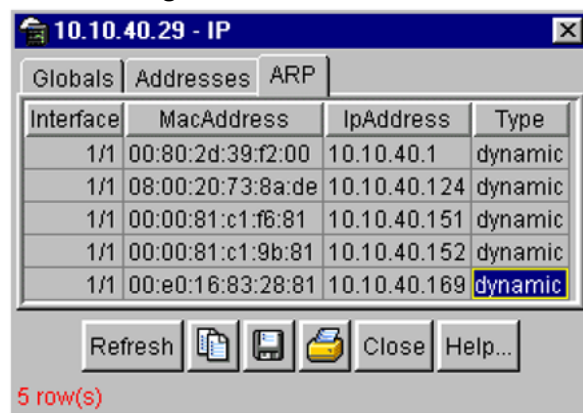 10.10.40.29 - IP
Globals Addresses ARP
Interface MacAddress IpAddress Type
1/1 00:80:2d:39:f2:00 10.10.40.1 dynamic
1/1 08:00:20:73:8a:de 10.10.40.124 dynamic
1/1 00:00:81:c1:f6:81 10.10.40.151 dynamic
1/1 00:00:81:c1:9b:81 10.10.40.152 dynamic
1/1 00:e0:16:83:28:81 10.10.40.169 dynamic
Refresh Close Help...
5 row(s)